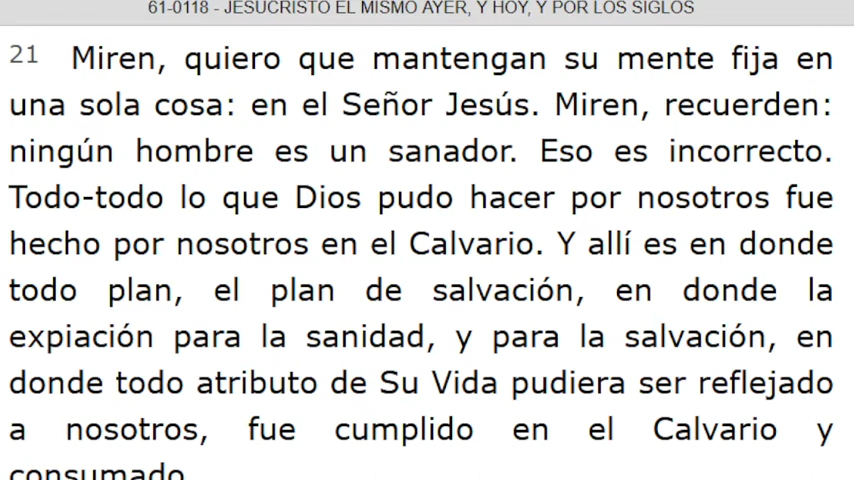 61-0118 - JESUCRISTO EL MISMO AYER, Y HOY, Y POR LOS SIGLOS
21 Miren, quiero que mantengan su mente fija en
una sola cosa: en el Señor Jesús. Miren, recuerden:
ningún hombre es un sanador. Eso es incorrecto.
Todo-todo lo que Dios pudo hacer por nosotros fue
hecho por nosotros en el Calvario. Y allí es en donde
todo plan, el plan de salvación, en donde la
expiación para la sanidad, y para la salvación, en
donde todo atributo de Su Vida pudiera ser reflejado
a nosotros, fue cumplido en el Calvario y
consumado.